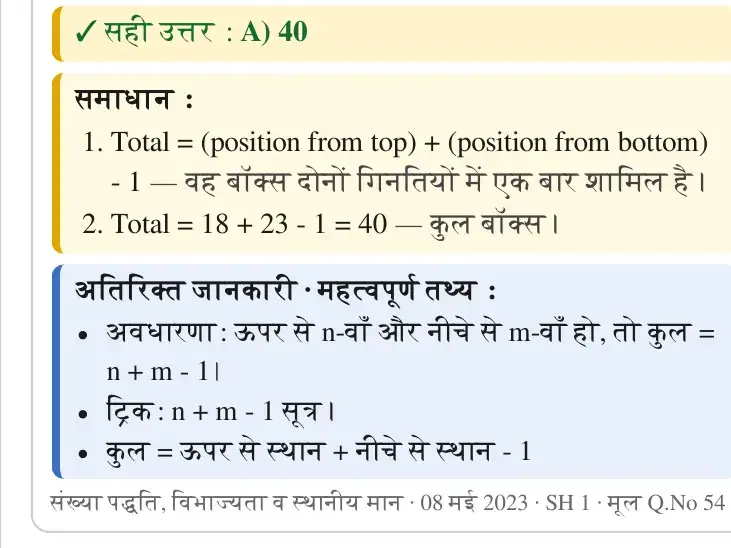 ✓ सही उत्तर : A) 40
समाधान :
1. Total = (position from top) + (position from bottom)
- 1 — वह बॉक्स दोनों गिनतियों में एक बार शामिल है।
2. Total = 18 + 23 - 1 = 40 — कुल बॉक्स।
अतिरिक्त जानकारी · महत्वपूर्ण तथ्य :
• अवधारणा : ऊपर से n-वाँ और नीचे से m-वाँ हो, तो कुल =
n + m - 1।
• ट्रिक : n + m - 1 सूत्र।
• कुल = ऊपर से स्थान + नीचे से स्थान - 1
संख्या पद्धति, विभाज्यता व स्थानीय मान · 08 मई 2023 · SH 1 · मूल Q.No 54